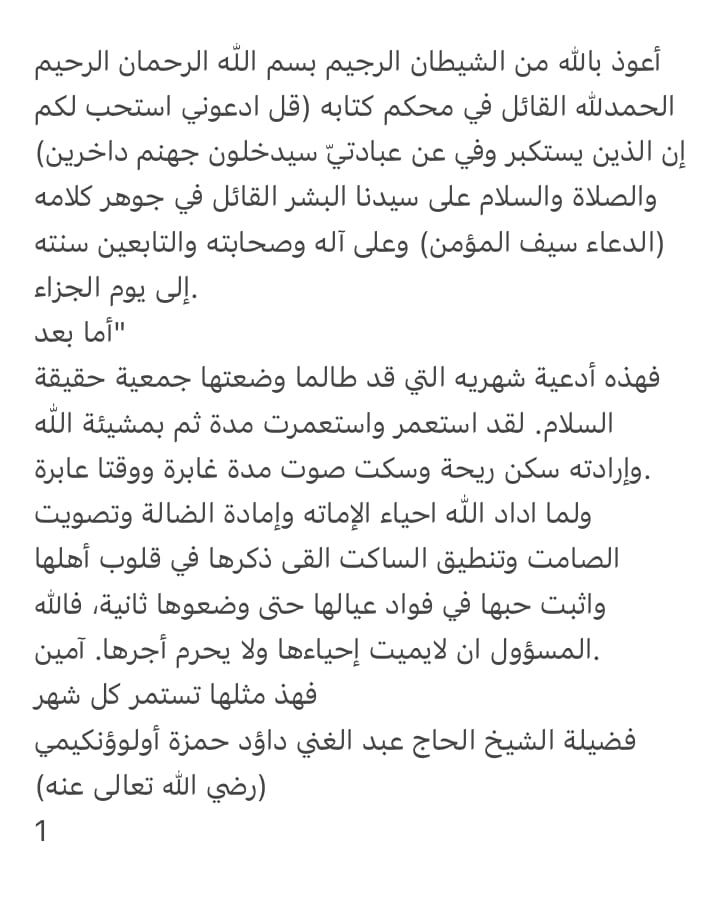 أعوذ بالله من الشيطان الرجيم بسم الله الرحمان الرحيم
الحمدلله القائل في محكم كتابه (قل ادعوني استحب لكم
إن الذين يستكبر وفي عن عبادتيّ سيدخلون جهنم داخرين)
والصلاة والسلام على سيدنا البشر القائل في جوهر كلامه
(الدعاء سيف المؤمن) وعلى آله وصحابته والتابعين سنته
إلى يوم الجزاء.
"أما بعد
فهذه أدعية شهريه التي قد طالما وضعتها جمعية حقيقة
السلام. لقد استعمر واستعمرت مدة ثم بمشيئة الله
وإرادته سكن ريحة وسكت صوت مدة غابرة ووقتا عابرة.
ولما اداد الله احياء الإماته وإمادة الضالة وتصويت
الصامت وتنطيق الساكت القى ذكرها في قلوب أهلها
واثبت حبها في فواد عيالها حتى وضعوها ثانية، فالله
المسؤول ان لايميت إحياءها ولا يحرم أجرها. آمين.
فهذ مثلها تستمر كل شهر
فضيلة الشيخ الحاج عبد الغني داؤد حمزة أولوؤنكيمي
(رضي الله تعالى عنه)
1